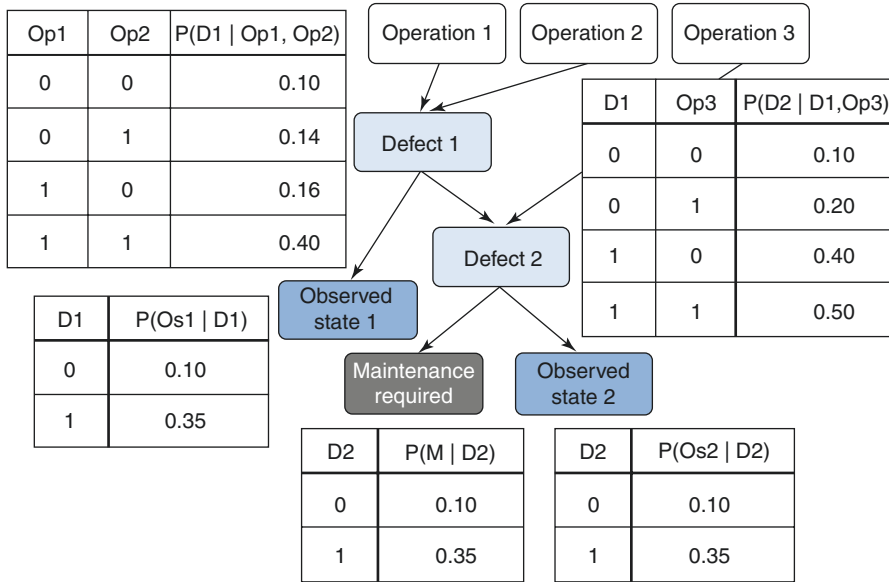 Op1 Op2 P(D1 | Op1, Op2)
0 0 0.10
0 1 0.14
1 0 0.16
1 1 0.40
Operation 1
Operation 2
Operation 3
Defect 1
D1 Op3 P(D2 | D1,Op3)
0 0 0.10
0 1 0.20
1 0 0.40
1 1 0.50
Defect 2
Observed
state 1
D1 P(Os1 | D1)
0 0.10
1 0.35
Maintenance
required
Observed
state 2
D2 P(M | D2)
0 0.10
1 0.35
D2 P(Os2 | D2)
0 0.10
1 0.35